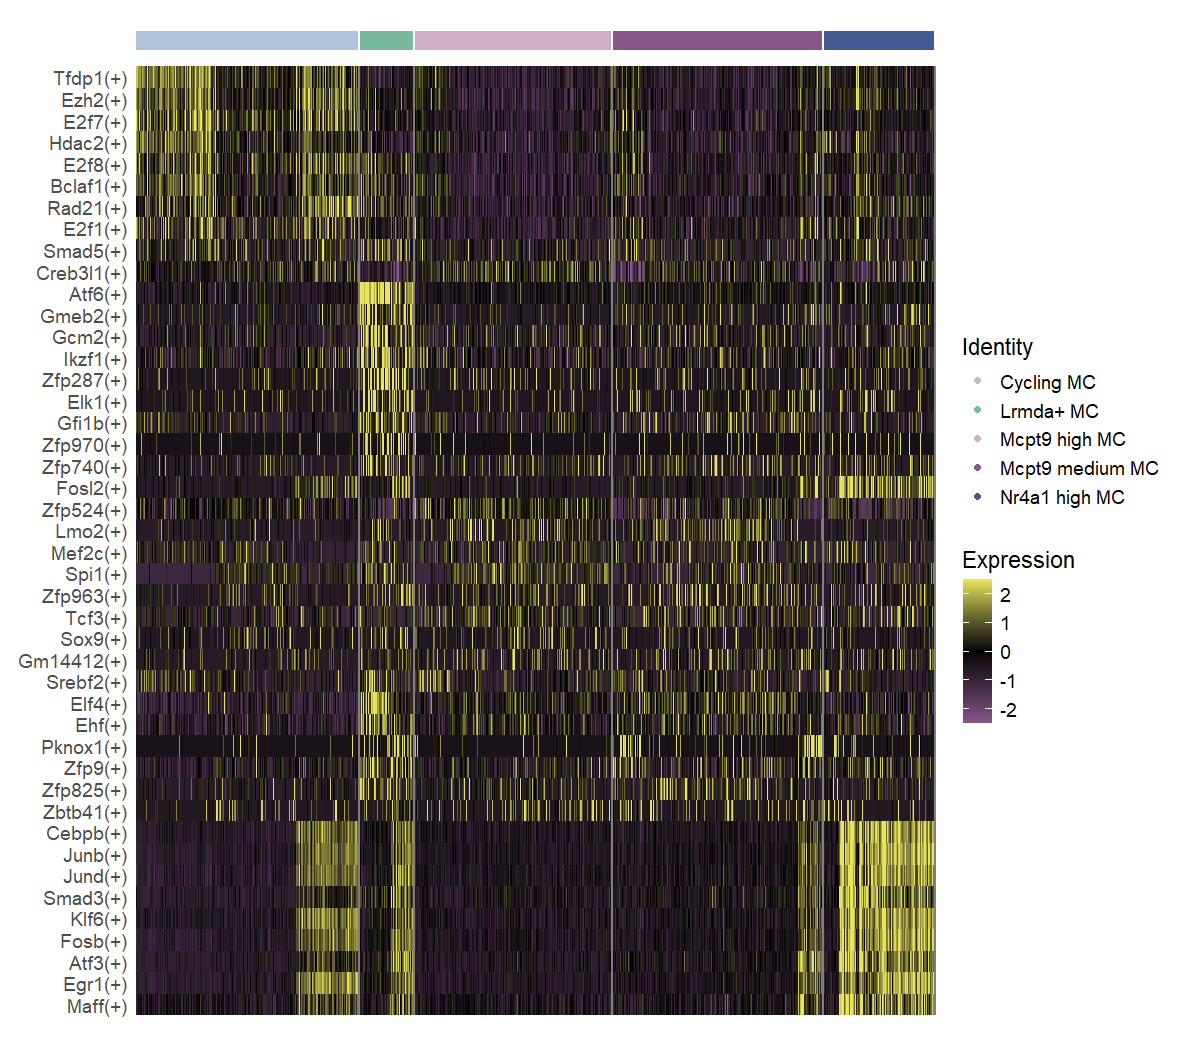 Tfdp1(+)
Ezh2(+)
E2f7(+)
Hdac2(+)
E2f8(+)
Bclaf1(+)
Rad21(+)
E2f1(+)
Smad5(+)
Creb3l1(+)
Atf6(+)
Gmeb2(+)
Gcm2(+)
Ikzf1(+)
Zfp287(+)
Elk1(+)
Gfi1b(+)
Zfp970(+)
Zfp740(+)
Fosl2(+)
Zfp524(+)
Lmo2(+)
Mef2c(+)
Spi1(+)
Zfp963(+)
Tcf3(+)
Sox9(+)
Gm14412(+)
Srebf2(+)
Elf4(+)
Ehf(+)
Pknox1(+)
Zfp9(+)
Zfp825(+)
Zbtb41(+)
Cebpb(+)
Junb(+)
Jund(+)
Smad3(+)
Klf6(+)
Fosb(+)
Atf3(+)
Egr1(+)
Maff(+)
Identity
Cycling MC
Lrmda+ MC
Mcpt9 high MC
Mcpt9 medium MC
Nr4a1 high MC
Expression
2
1
0
-1
-2